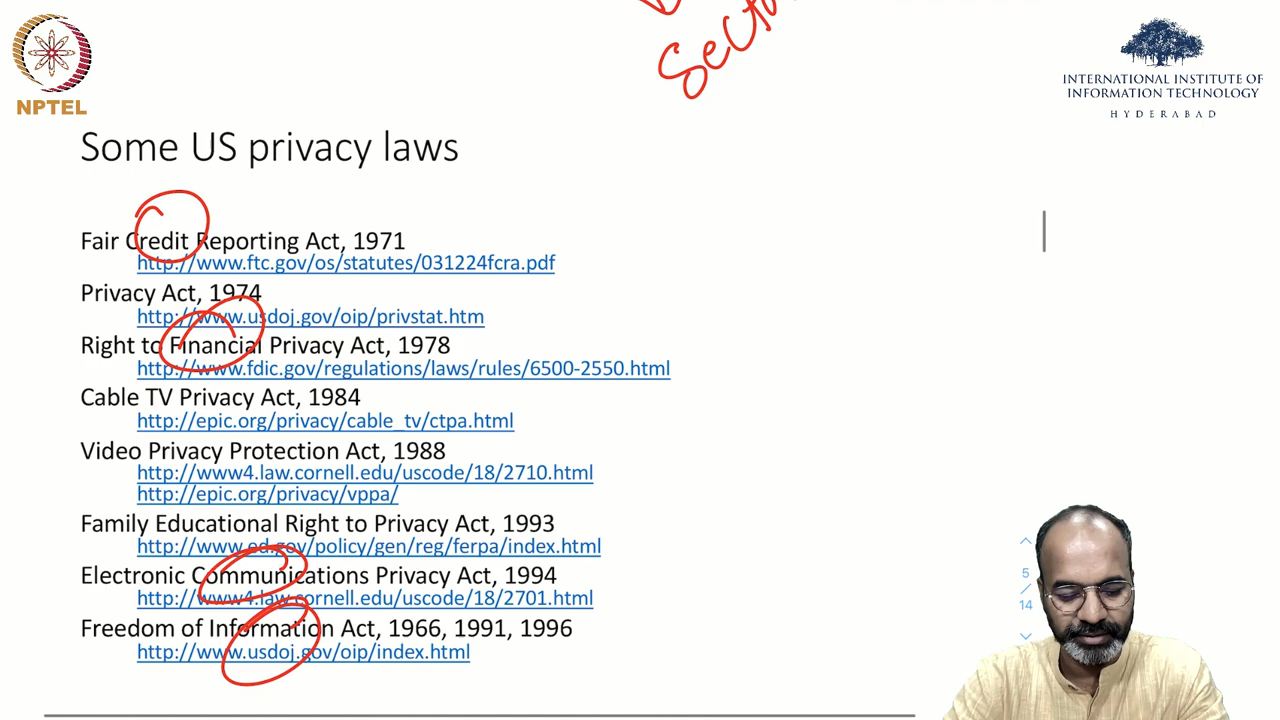 Secto
NPTEL
INTERNATIONAL INSTITUTE OF
INFORMATION TECHNOLOGY
HYDERABAD
Some US privacy laws
Fair Credit Reporting Act, 1971
http://www.ftc.gov/os/statutes/031224fcra.pdf
Privacy Act, 1974
http://www.usdoj.gov/oip/privstat.htm
Right to Financial Privacy Act, 1978
http://www.fdic.gov/regulations/laws/rules/6500-2550.html
Cable TV Privacy Act, 1984
http://epic.org/privacy/cable_tv/ctpa.html
Video Privacy Protection Act, 1988
http://www4.law.cornell.edu/uscode/18/2710.html
http://epic.org/privacy/vppa/
Family Educational Right to Privacy Act, 1993
http://www.ed.gov/policy/gen/reg/ferpa/index.html
Electronic Communications Privacy Act, 1994
http://www4.law.cornell.edu/uscode/18/2701.html
Freedom of Information Act, 1966, 1991, 1996
http://www.usdoj.gov/oip/index.html
5
/
14